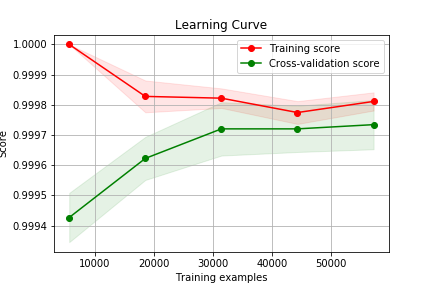 Learning Curve
Training score
Cross-validation score
1.0000
0.9999
0.9998
0.9997
0.9996
0.9995
0.9994
Score
10000 20000 30000 40000 50000
Training examples